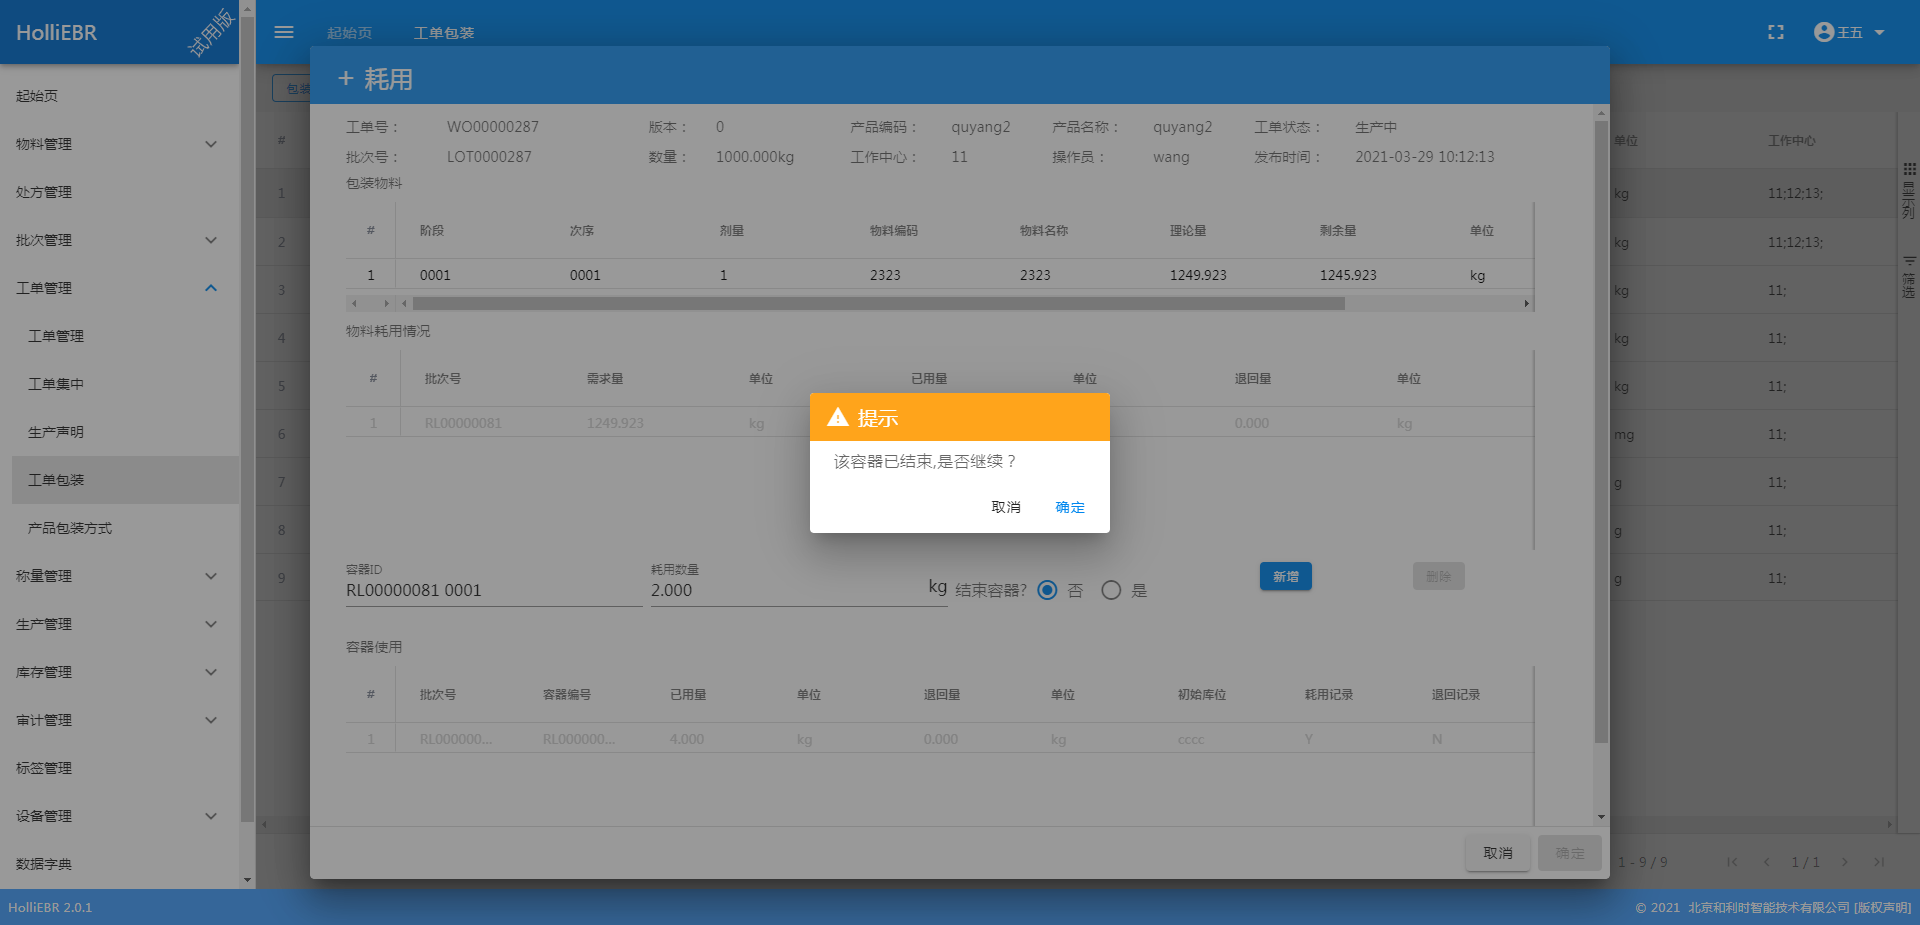 HolliEBR
试用版
起始页
工单包装
王五
起始页
物料管理
处方管理
批次管理
工单管理
工单管理
工单集中
生产声明
工单包装
产品包装方式
称量管理
生产管理
库存管理
审计管理
标签管理
设备管理
数据字典
包装
#
1
2
3
4
5
6
7
8
9
+ 耗用
工单号： WO00000287 版本： 0 产品编码： quyang2 产品名称： quyang2 工单状态： 生产中
批次号： LOT0000287 数量： 1000.000kg 工作中心： 11 操作员： wang 发布时间： 2021-03-29 10:12:13
包装物料
# 阶段 次序 剂量 物料编码 物料名称 理论量 剩余量 单位
1 0001 0001 1 2323 2323 1249.923 1245.923 kg
物料耗用情况
# 批次号 需求量 单位 已用量 单位 退回量 单位
1 RL00000081 1249.923 kg 0.000 kg
提示
该容器已结束,是否继续？
取消 确定
容器ID 耗用数量
RL00000081 0001 2.000 kg 结束容器? 否 是 新增 删除
容器使用
# 批次号 容器编号 已用量 单位 退回量 单位 初始库位 耗用记录 退回记录
1 RL000000... RL000000... 4.000 kg 0.000 kg cccc Y N
取消 确定
单位 工作中心
kg 11;12;13;
kg 11;12;13;
kg 11;
kg 11;
kg 11;
mg 11;
g 11;
g 11;
g 11;
显示列
筛选
1 - 9 / 9 1 / 1
HolliEBR 2.0.1
© 2021 北京和利时智能技术有限公司 [版权声明]